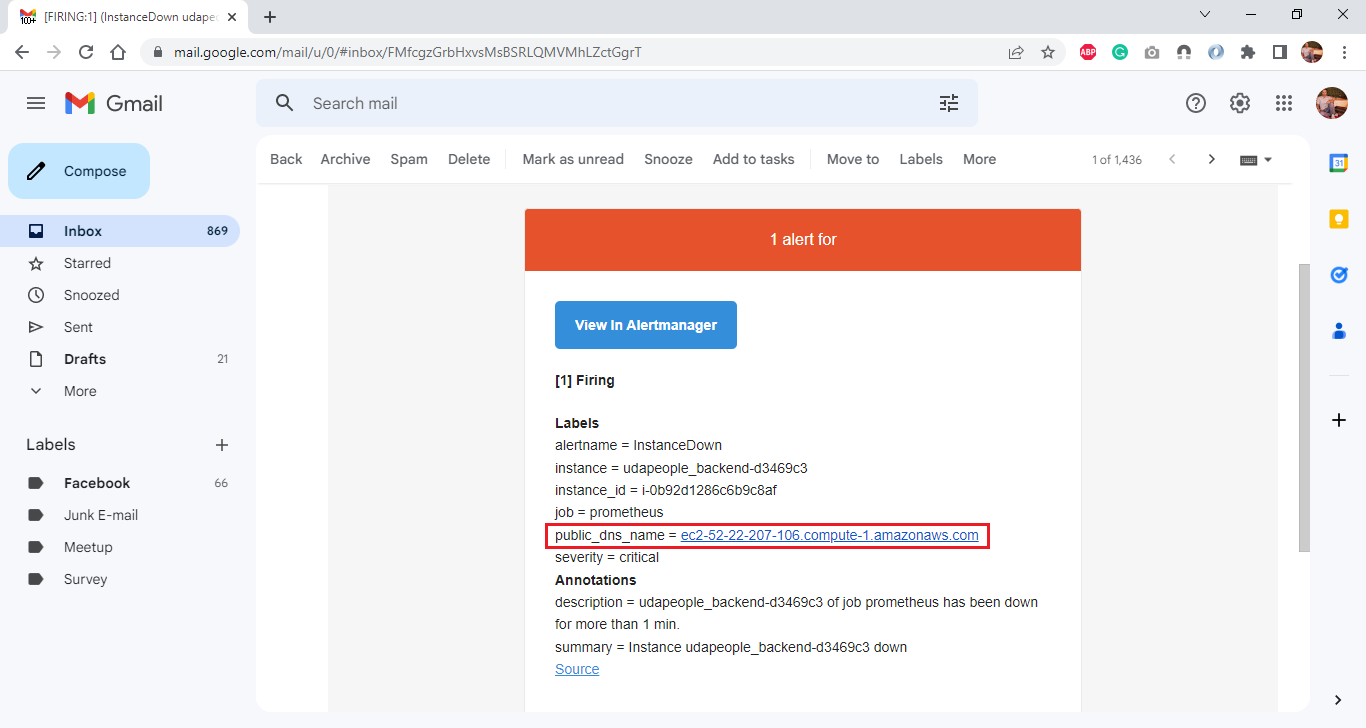 [FIRING:1] (InstanceDown udapeo
mail.google.com/mail/u/0/#inbox/FMfcgzGrbHxvsMsBSRLQMVMhLZctGgrT
ABP
Gmail
Search mail
Compose
Back Archive Spam Delete Mark as unread Snooze Add to tasks Move to Labels More 1 of 1,436
31
Inbox 869
Starred
Snoozed
Sent
Drafts 21
More
Labels
Facebook 66
Junk E-mail
Meetup
Survey
1 alert for
View In Alertmanager
[1] Firing
Labels
alertname = InstanceDown
instance = udapeople_backend-d3469c3
instance_id = i-0b92d1286c6b9c8af
job = prometheus
public_dns_name = ec2-52-22-207-106.compute-1.amazonaws.com
severity = critical
Annotations
description = udapeople_backend-d3469c3 of job prometheus has been down
for more than 1 min.
summary = Instance udapeople_backend-d3469c3 down
Source